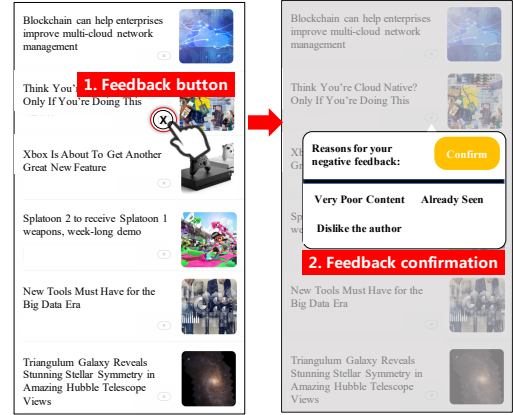 Blockchain can help enterprises
improve multi-cloud network
management
Think You'r
1. Feedback button
Only If You're Doing This
X
Xbox Is About To Get Another
Great New Feature
Splatoon 2 to receive Splatoon 1
weapons, week-long demo
New Tools Must Have for the
Big Data Era
Triangulum Galaxy Reveals
Stunning Stellar Symmetry in
Amazing Hubble Telescope
Views
Blockchain can help enterprises
improve multi-cloud network
management
Think You're Cloud Native?
Only If You're Doing This
Xb
Gr
Reasons for your
negative feedback:
Confirm
Very Poor Content Already Seen
Dislike the author
Sp
we
2. Feedback confirmation
New Tools Must Have for the
Big Data Era
Triangulum Galaxy Reveals
Stunning Stellar Symmetry in
Amazing Hubble Telescope
Views